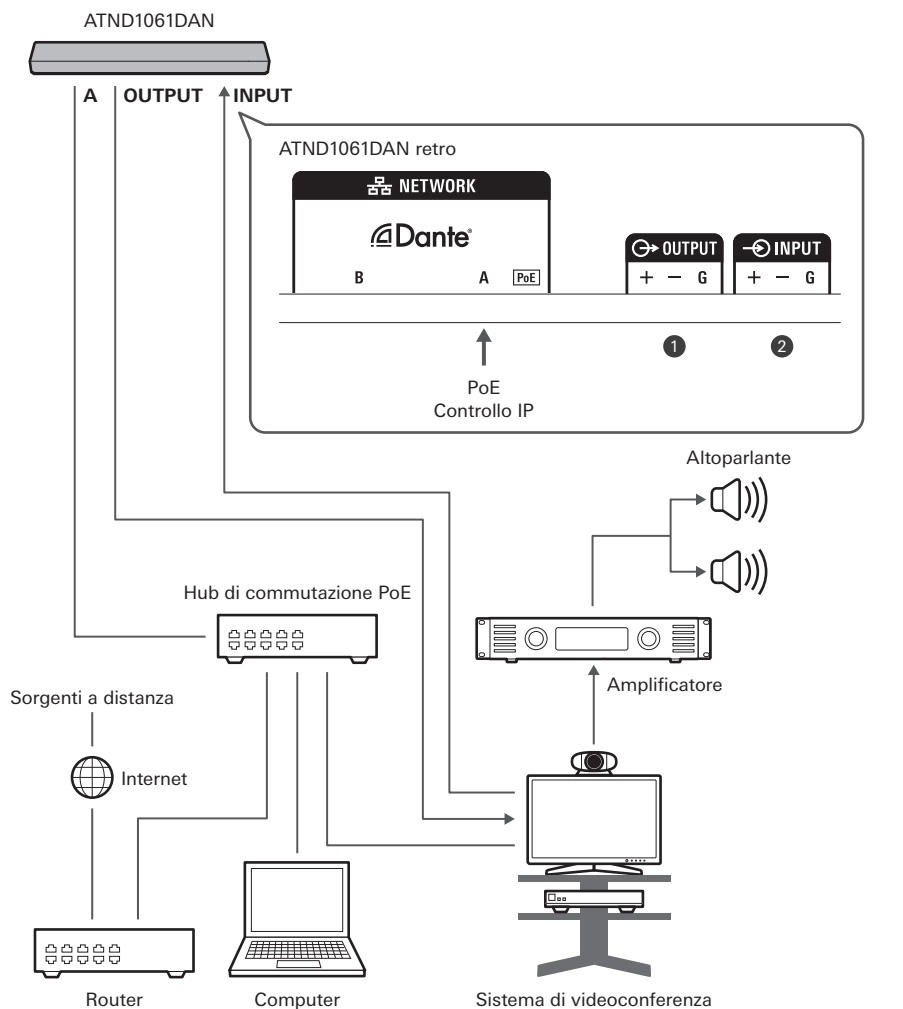 ATND1061DAN
A OUTPUT INPUT
ATND1061DAN retro
NETWORK
Dante®
B A PoE
OUTPUT INPUT
+ − G + − G
1 2
PoE
Controllo IP
Altoparlante
Hub di commutazione PoE
Amplificatore
Sorgenti a distanza
Internet
Router Computer Sistema di videoconferenza